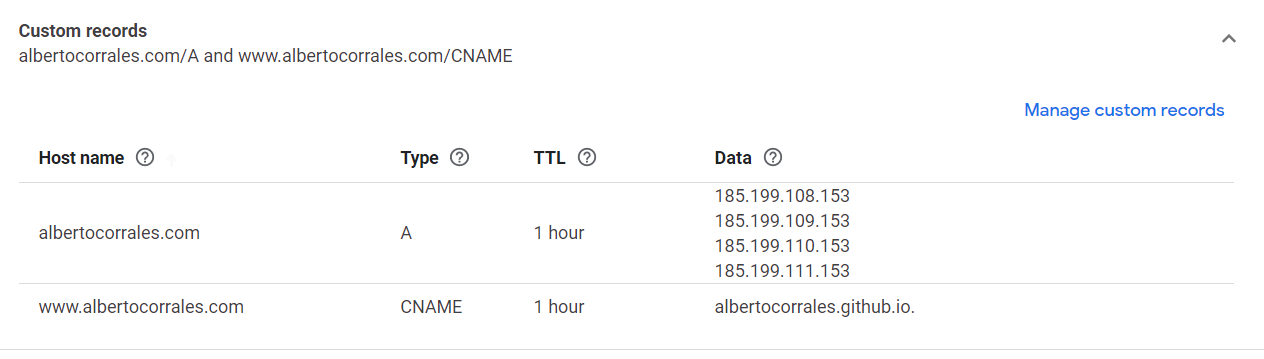 Custom records
albertocorrales.com/A and www.albertocorrales.com/CNAME
Manage custom records
Host name Type TTL Data
albertocorrales.com A 1 hour 185.199.108.153
185.199.109.153
185.199.110.153
185.199.111.153
www.albertocorrales.com CNAME 1 hour albertocorrales.github.io.